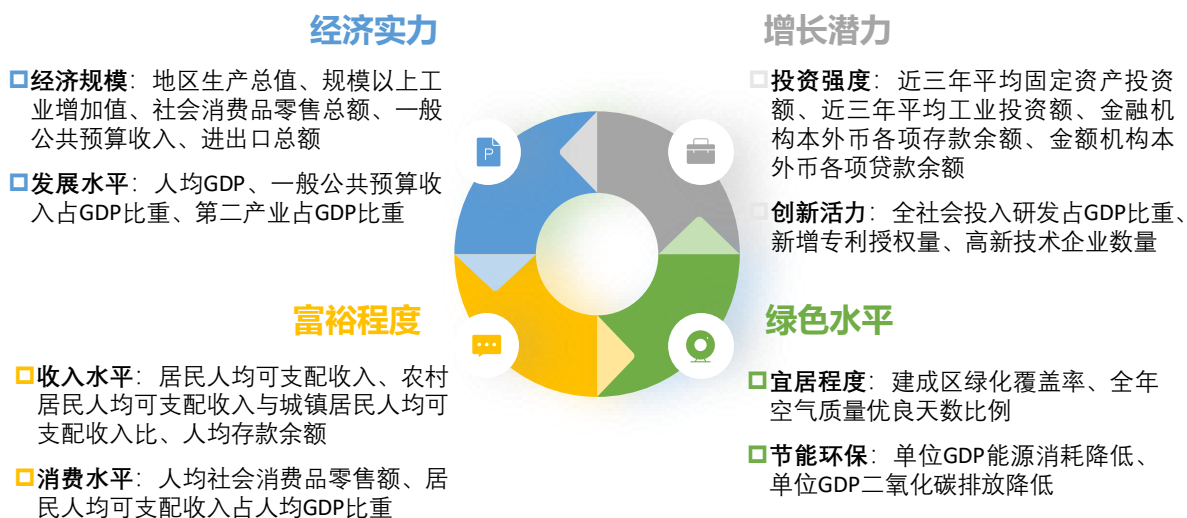 经济实力
经济规模：地区生产总值、规模以上工
业增加值、社会消费品零售总额、一般
公共预算收入、进出口总额
发展水平：人均GDP、一般公共预算收
入占GDP比重、第二产业占GDP比重
增长潜力
投资强度：近三年平均固定资产投资
额、近三年平均工业投资额、金融机
构本外币各项存款余额、金额机构本
外币各项贷款余额
创新活力：全社会投入研发占GDP比重、
新增专利授权量、高新技术企业数量
P
富裕程度
收入水平：居民人均可支配收入、农村
居民人均可支配收入与城镇居民人均可
支配收入比、人均存款余额
消费水平：人均社会消费品零售额、居
民人均可支配收入占人均GDP比重
绿色水平
宜居程度：建成区绿化覆盖率、全年
空气质量优良天数比例
节能环保：单位GDP能源消耗降低、
单位GDP二氧化碳排放降低